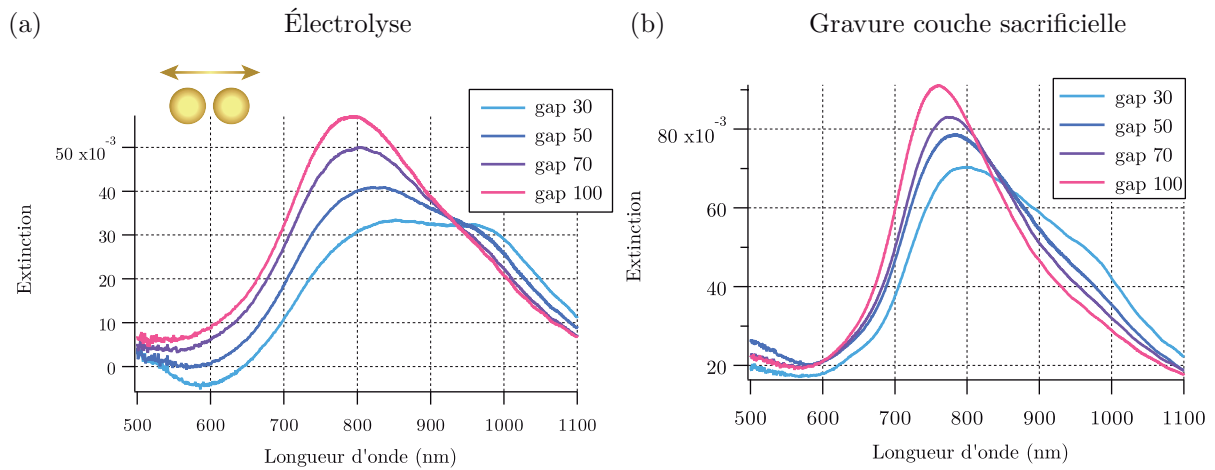 (a)
Électrolyse
gap 30
gap 50
gap 70
gap 100
50 x10⁻³
40
30
20
10
0
Extinction
500 600 700 800 900 1000 1100
Longueur d'onde (nm)
(b)
Gravure couche sacrificielle
gap 30
gap 50
gap 70
gap 100
80 x10⁻³
60
40
20
Extinction
500 600 700 800 900 1000 1100
Longueur d'onde (nm)